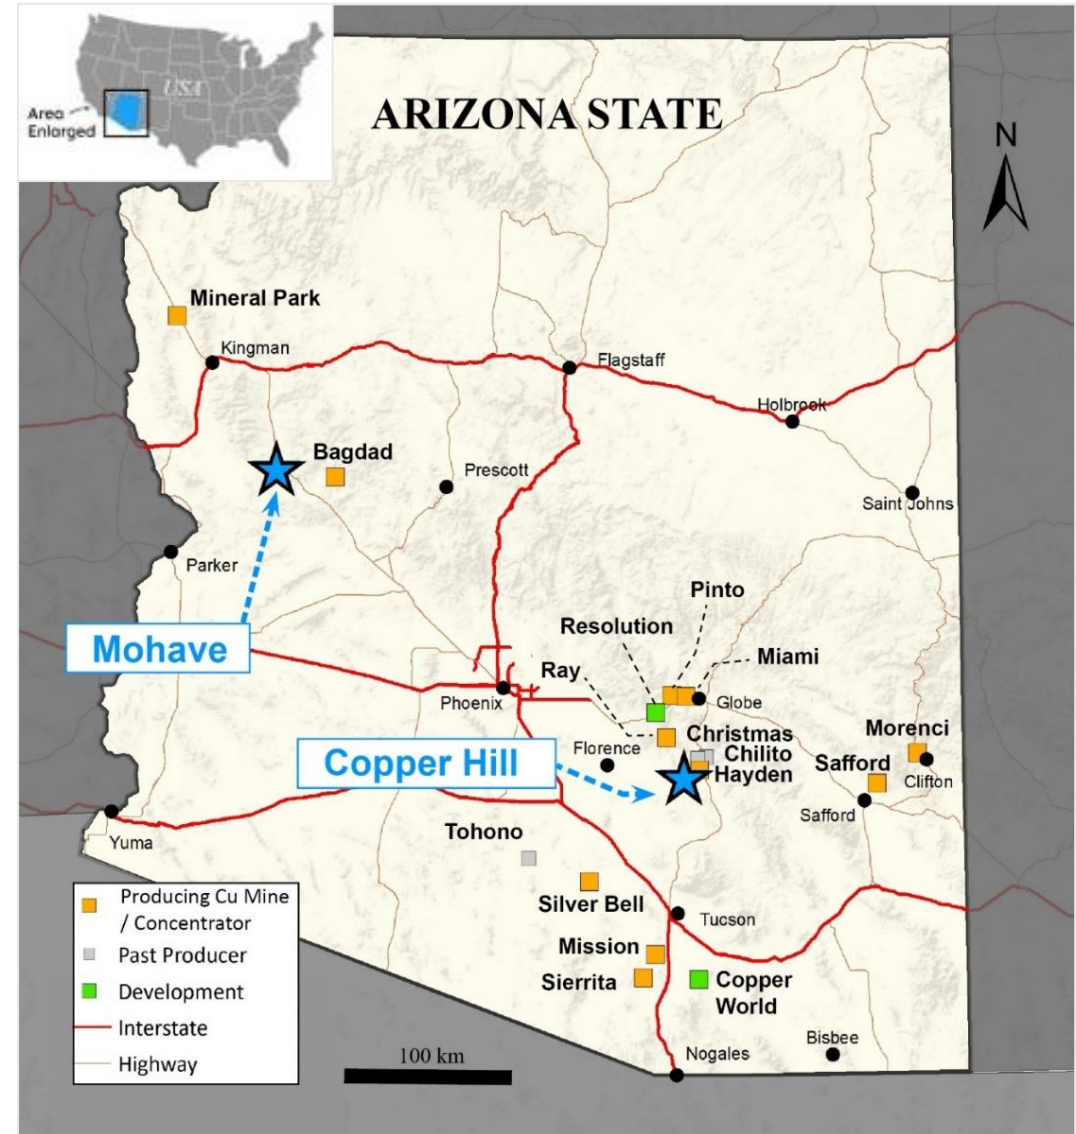 USA
Area
Enlarged
ARIZONA STATE
N
Mineral Park
Kingman
Flagstaff
Holbrook
Bagdad
Prescott
Saint Johns
Parker
Pinto
Resolution
Mohave
Ray
Miami
Phoenix
Globe
Christmas
Morenci
Florence
Chilito
Copper Hill
Hayden
Safford
Clifton
Safford
Yuma
Tohono
Silver Bell
Tucson
Mission
Sierrita
Copper
World
Bisbee
Nogales
Producing Cu Mine
/ Concentrator
Past Producer
Development
Interstate
Highway
100 km